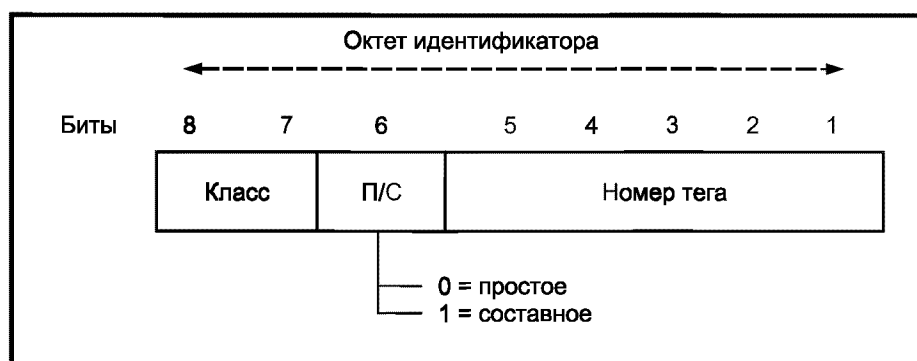 Октет идентификатора
Биты 8 7 6 5 4 3 2 1
Класс П/С Номер тега
0 = простое
1 = составное